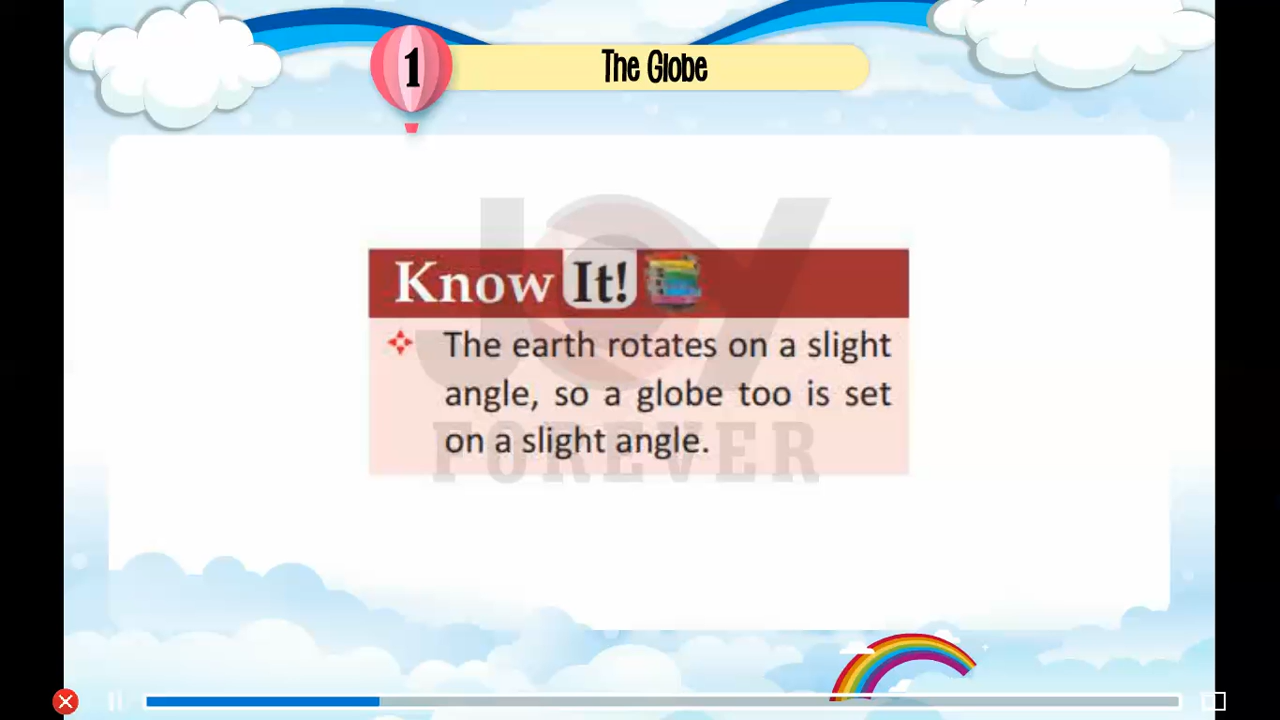 1
The Globe
Know It!
The earth rotates on a slight
angle, so a globe too is set
on a slight angle.
JOY
FOREVER